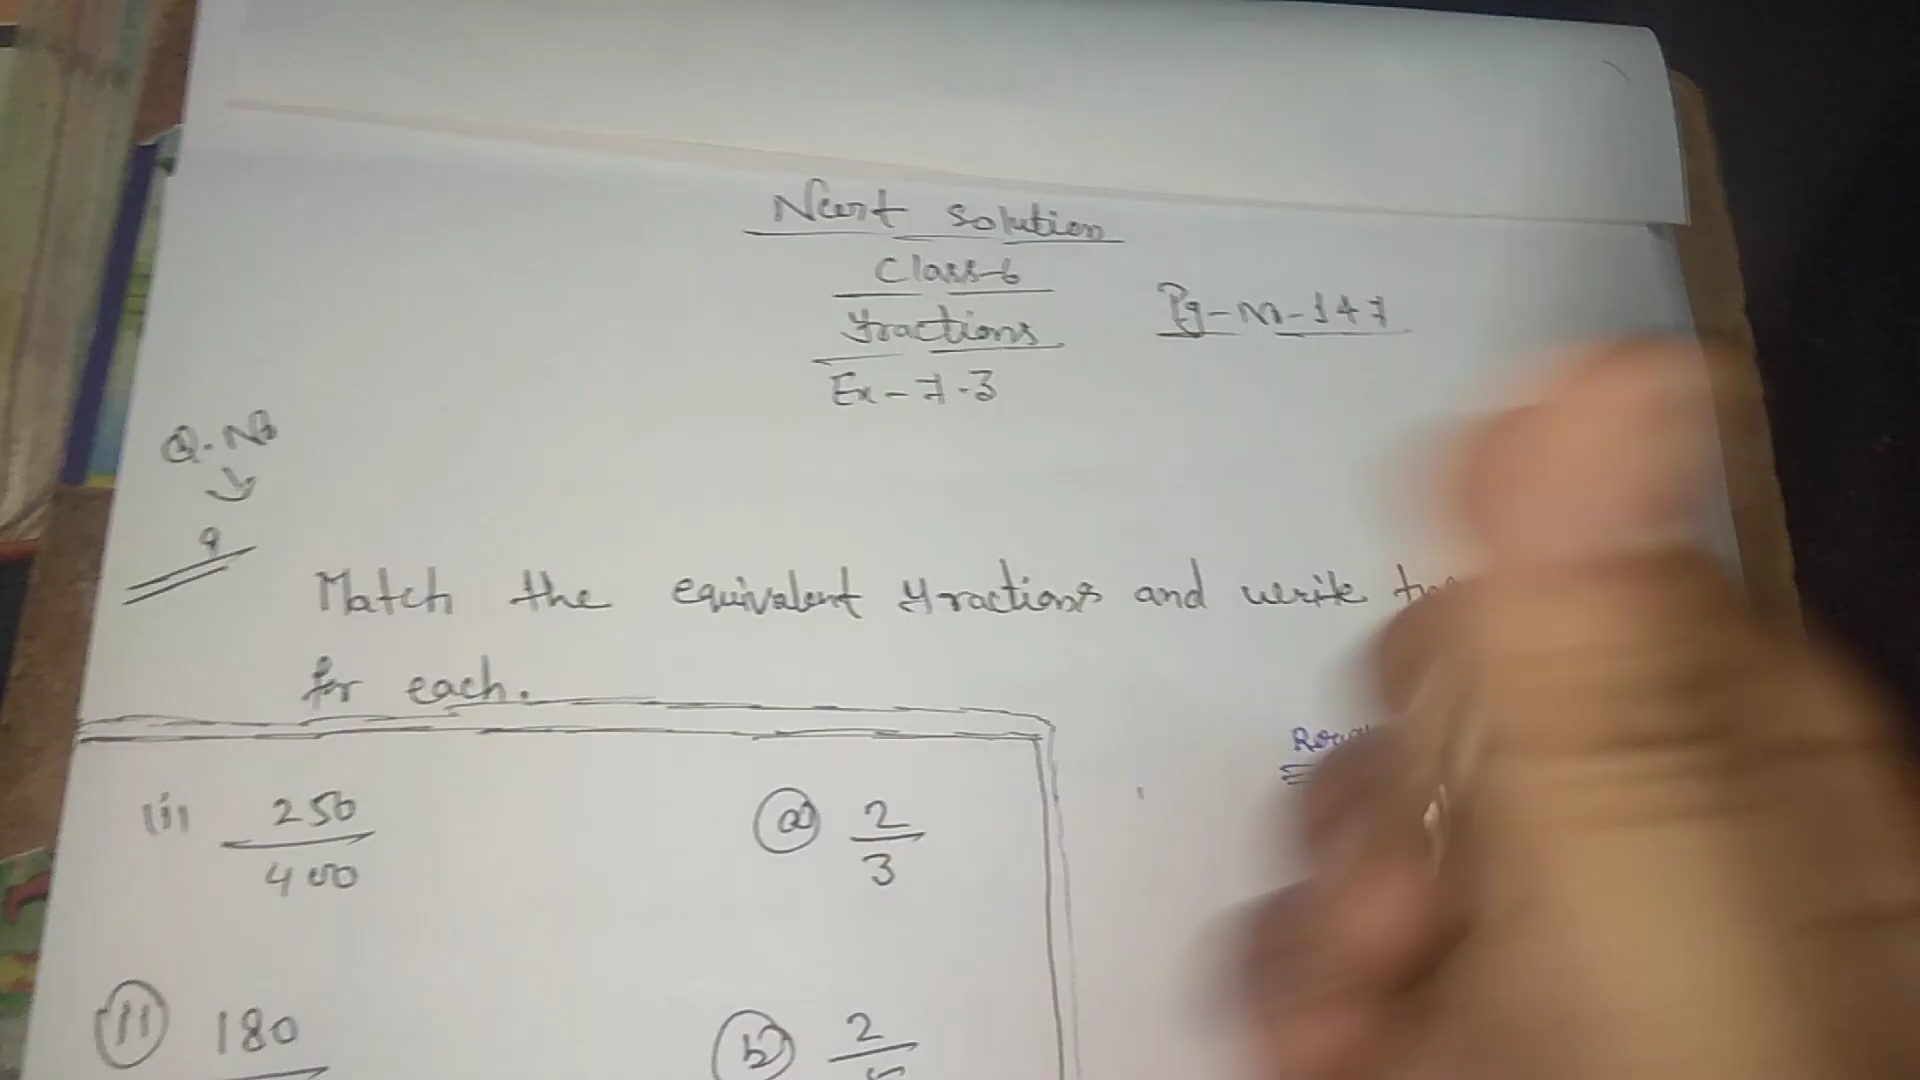 Ncert Solution
Class-6
Fractions
Pg-no-147
Ex-7.3
Q.No
9
Match the equivalent fractions and write
for each.
(i) 250/400
(a) 2/3
(ii) 180
(b) 2